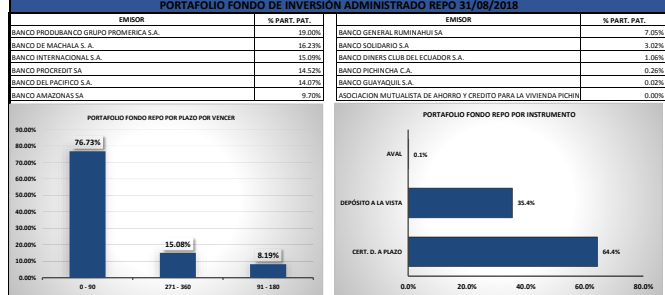 PORTAFOLIO FONDO DE INVERSIÓN ADMINISTRADO REPO 31/08/2018
EMISOR % PART. PAT.
BANCO PRODUBANCO GRUPO PROMERICA S.A. 19.00%
BANCO DE MACHALA S. A. 16.23%
BANCO INTERNACIONAL S.A. 15.09%
BANCO PROCREDIT SA 14.52%
BANCO DEL PACIFICO S.A. 14.07%
BANCO AMAZONAS SA 9.70%
EMISOR % PART. PAT.
BANCO GENERAL RUMINAHUI SA 7.05%
BANCO SOLIDARIO S.A 3.02%
BANCO DINERS CLUB DEL ECUADOR S.A. 1.06%
BANCO PICHINCHA C.A. 0.26%
BANCO GUAYAQUIL S.A. 0.02%
ASOCIACION MUTUALISTA DE AHORRO Y CREDITO PARA LA VIVIENDA PICHIN 0.00%
PORTAFOLIO FONDO REPO POR PLAZO POR VENCER
90.00%
80.00%
70.00%
60.00%
50.00%
40.00%
30.00%
20.00%
10.00%
0.00%
76.73%
15.08%
8.19%
0 - 90 271 - 360 91 - 180
PORTAFOLIO FONDO REPO POR INSTRUMENTO
AVAL 0.1%
DEPÓSITO A LA VISTA 35.4%
CERT. D. A PLAZO 64.4%
0.0% 20.0% 40.0% 60.0% 80.0%